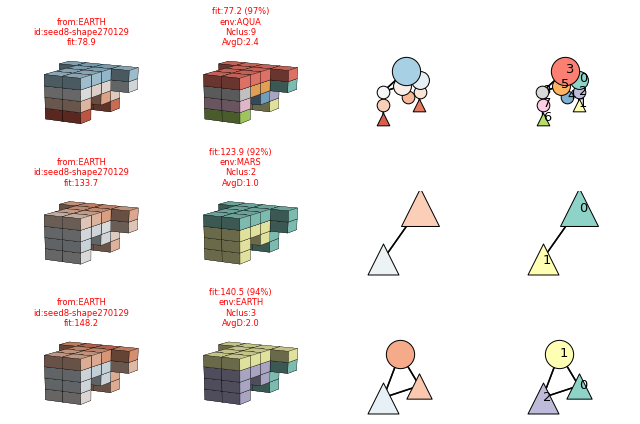 from:EARTH
id:seed8-shape270129
fit:78.9
fit:77.2 (97%)
env:AQUA
Nclus:9
AvgD:2.4
3
0
5
2
4
1
7
6
from:EARTH
id:seed8-shape270129
fit:133.7
fit:123.9 (92%)
env:MARS
Nclus:2
AvgD:1.0
0
1
from:EARTH
id:seed8-shape270129
fit:148.2
fit:140.5 (94%)
env:EARTH
Nclus:3
AvgD:2.0
1
0
2